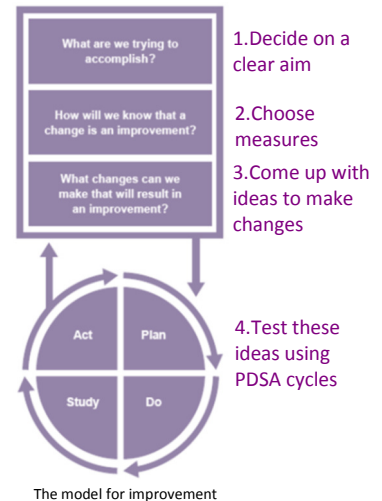 What are we trying to
accomplish?
1.Decide on a
clear aim
How will we know that a
change is an improvement?
2.Choose
measures
What changes can we
make that will result in
an improvement?
3.Come up with
ideas to make
changes
Act
Plan
Study
Do
4.Test these
ideas using
PDSA cycles
The model for improvement